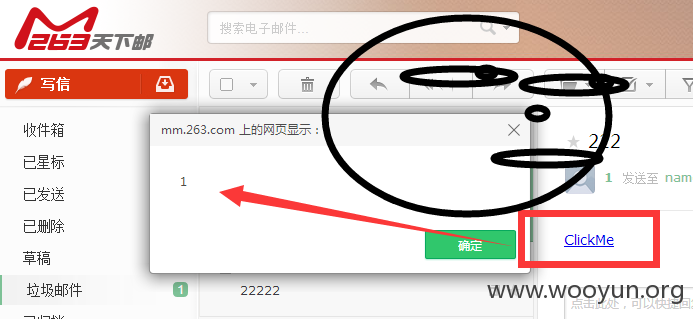 263天下邮
搜索电子邮件...
写信
收件箱
已星标
已发送
已删除
草稿
垃圾邮件
1
mm.263.com 上的网页显示：
1
确定
22222
222
1 发送至 nam
ClickMe
www.wooyun.org
点击此处，可以快捷回